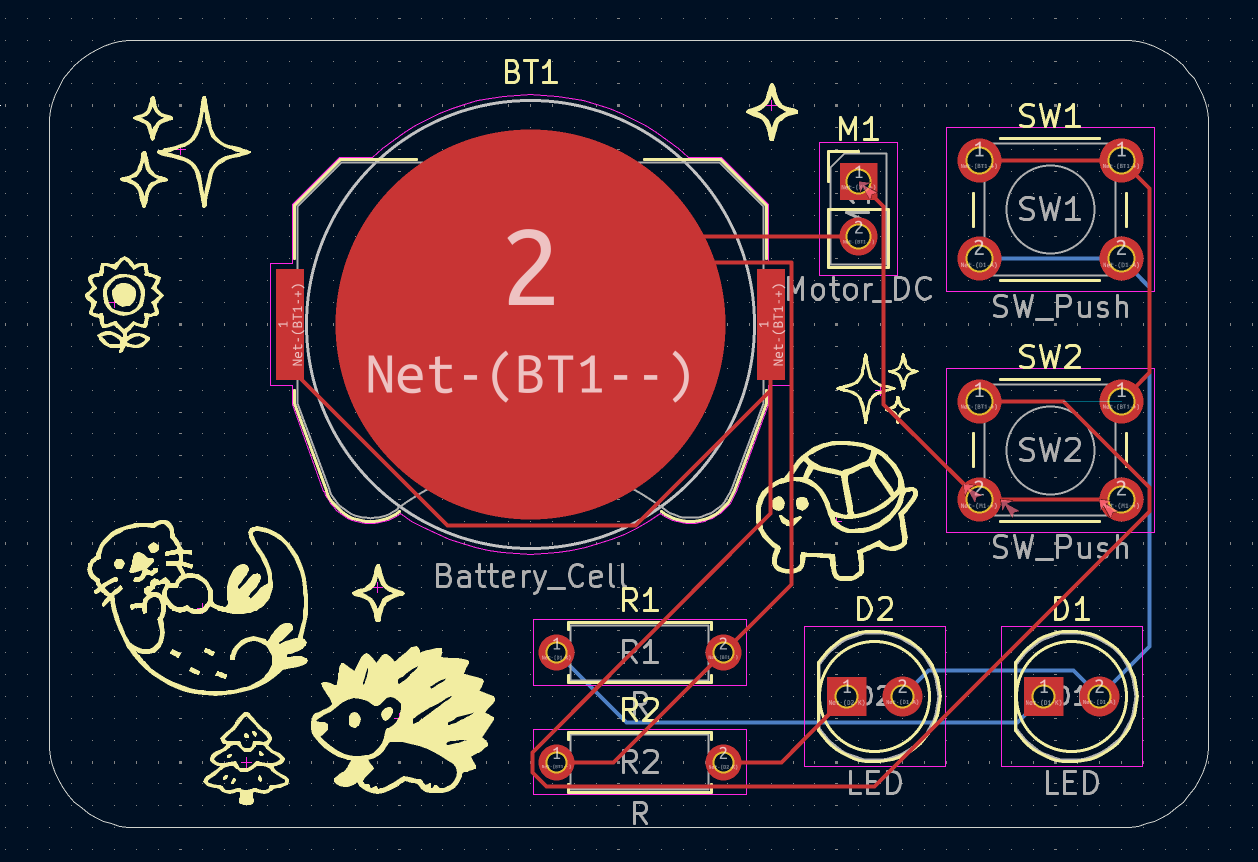 BT1
M1
SW1
1
1
1
SW1
2
Net-(BT1--)
2
2
2
Motor_DC
SW_Push
1
Net-(BT1-+)
1
Net-(BT1-+)
SW2
1
1
SW2
2
2
SW_Push
Battery_Cell
R1
D2
D1
1
R1
2
1
2
D2
1
2
D1
R
R2
1
R2
2
LED
LED
R